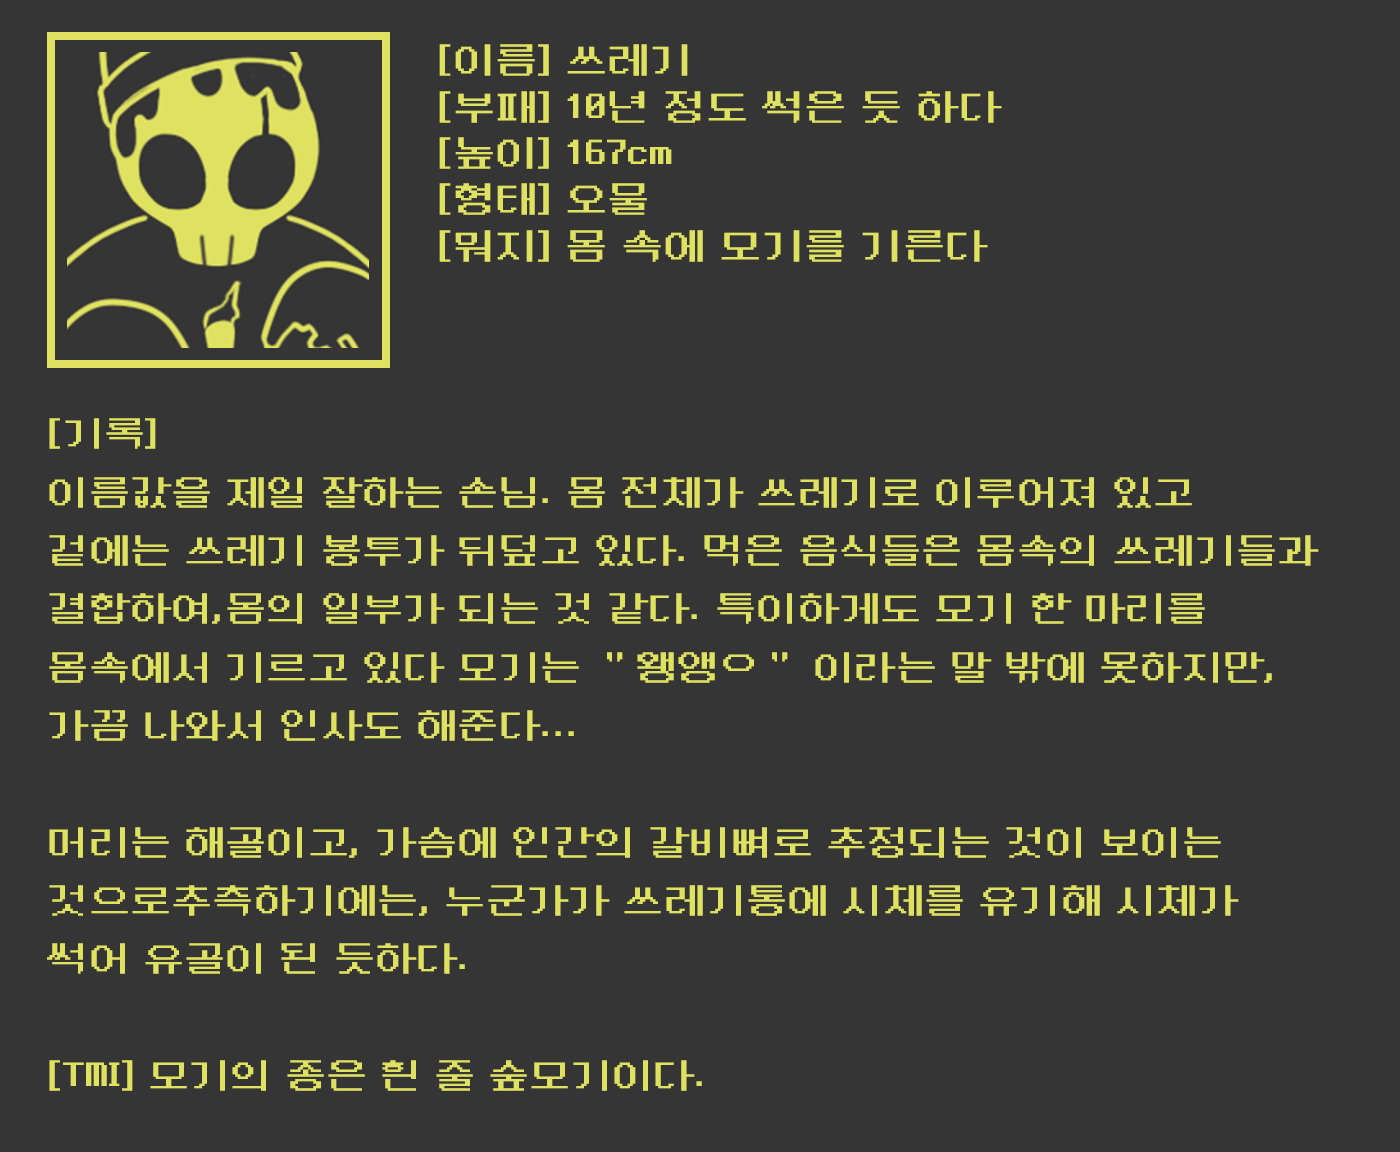 [이름] 쓰레기
[부패] 10년 정도 썩은 듯 하다
[높이] 167cm
[형태] 오물
[뭐지] 몸 속에 모기를 기른다
[기록]
이름값을 제일 잘하는 손님. 몸 전체가 쓰레기로 이루어져 있고
겉에는 쓰레기 봉투가 뒤덮고 있다. 먹은 음식들은 몸속의 쓰레기들과
결합하여,몸의 일부가 되는 것 같다. 특이하게도 모기 한 마리를
몸속에서 기르고 있다 모기는 "왱앵ㅇ" 이라는 말 밖에 못하지만,
가끔 나와서 인사도 해준다...
머리는 해골이고, 가슴에 인간의 갈비뼈로 추정되는 것이 보이는
것으로추측하기에는, 누군가가 쓰레기통에 시체를 유기해 시체가
썩어 유골이 된 듯하다.
[TMI] 모기의 종은 흰 줄 숲모기이다.